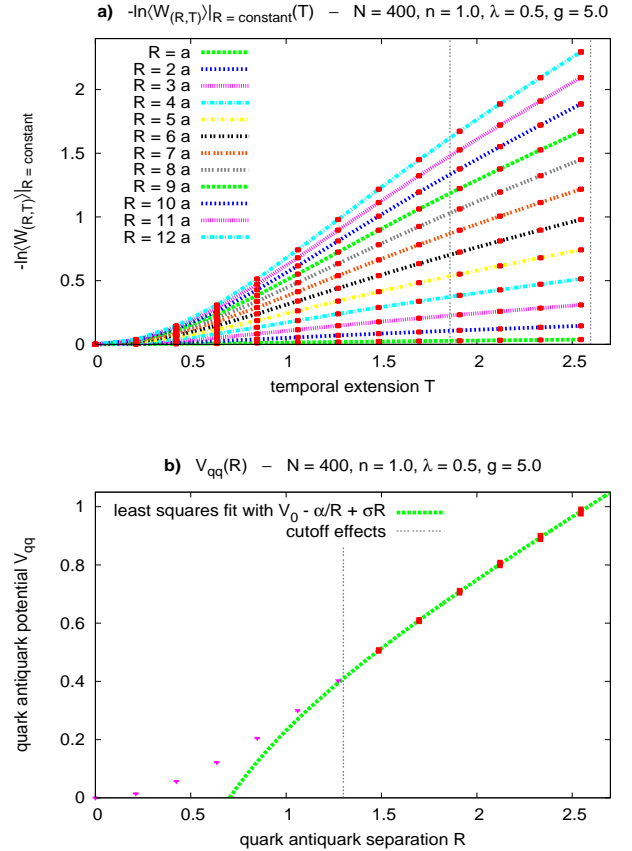 a) -ln⟨W(R,T)⟩|R = constant(T) – N = 400, n = 1.0, λ = 0.5, g = 5.0
-ln⟨W(R,T)⟩|R = constant
2
1.5
1
0.5
0
R = a
R = 2 a
R = 3 a
R = 4 a
R = 5 a
R = 6 a
R = 7 a
R = 8 a
R = 9 a
R = 10 a
R = 11 a
R = 12 a
0 0.5 1 1.5 2 2.5
temporal extension T
b) Vqq(R) – N = 400, n = 1.0, λ = 0.5, g = 5.0
quark antiquark potential Vqq
1
0.8
0.6
0.4
0.2
0
least squares fit with V0 - α/R + σR
cutoff effects
0 0.5 1 1.5 2 2.5
quark antiquark separation R